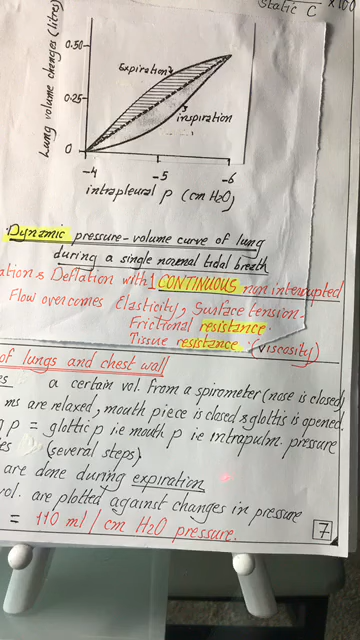 Static C x 100
Lung volume changes (litres)
0.50
0.25
0
Expiration
inspiration
-4 -5 -6
intrapleural p (cm H2O)
Dynamic pressure-volume curve of lung
during a single normal tidal breath
Deflation with 1 CONTINUOUS non interrupted
Flow overcomes Elasticity, Surface tension.
Frictional resistance.
Tissue resistance. (viscosity)
of lungs and chest wall
a certain vol. from a spirometer (nose is closed)
ms are relaxed, mouth piece is closed & glottis is opened.
p = glottic p ie mouth p ie intrapulm. pressure
(several steps)
are done during expiration
vol. are plotted against changes in pressure
= 110 ml / cm H2O pressure.
7